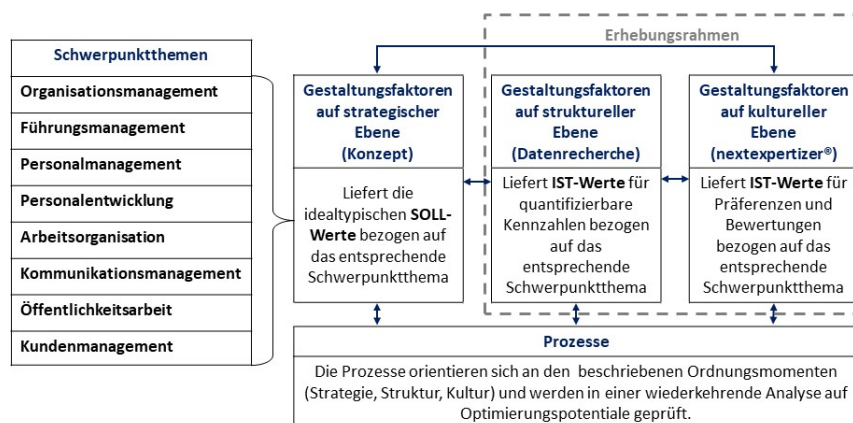 Erhebungsrahmen
Schwerpunktthemen
Organisationsmanagement
Führungsmanagement
Personalmanagement
Personalentwicklung
Arbeitsorganisation
Kommunikationsmanagement
Öffentlichkeitsarbeit
Kundenmanagement
Gestaltungsfaktoren
auf strategischer
Ebene
(Konzept)
Liefert die
idealtypischen SOLL-
Werte bezogen auf
das entsprechende
Schwerpunktthema
Gestaltungsfaktoren
auf struktureller
Ebene
(Datenrecherche)
Liefert IST-Werte für
quantifizierbare
Kennzahlen bezogen
auf das
entsprechende
Schwerpunktthema
Gestaltungsfaktoren
auf kultureller
Ebene
(nextexpertizer®)
Liefert IST-Werte für
Präferenzen und
Bewertungen
bezogen auf das
entsprechende
Schwerpunktthema
Prozesse
Die Prozesse orientieren sich an den beschriebenen Ordnungsmomenten
(Strategie, Struktur, Kultur) und werden in einer wiederkehrende Analyse auf
Optimierungspotentiale geprüft.